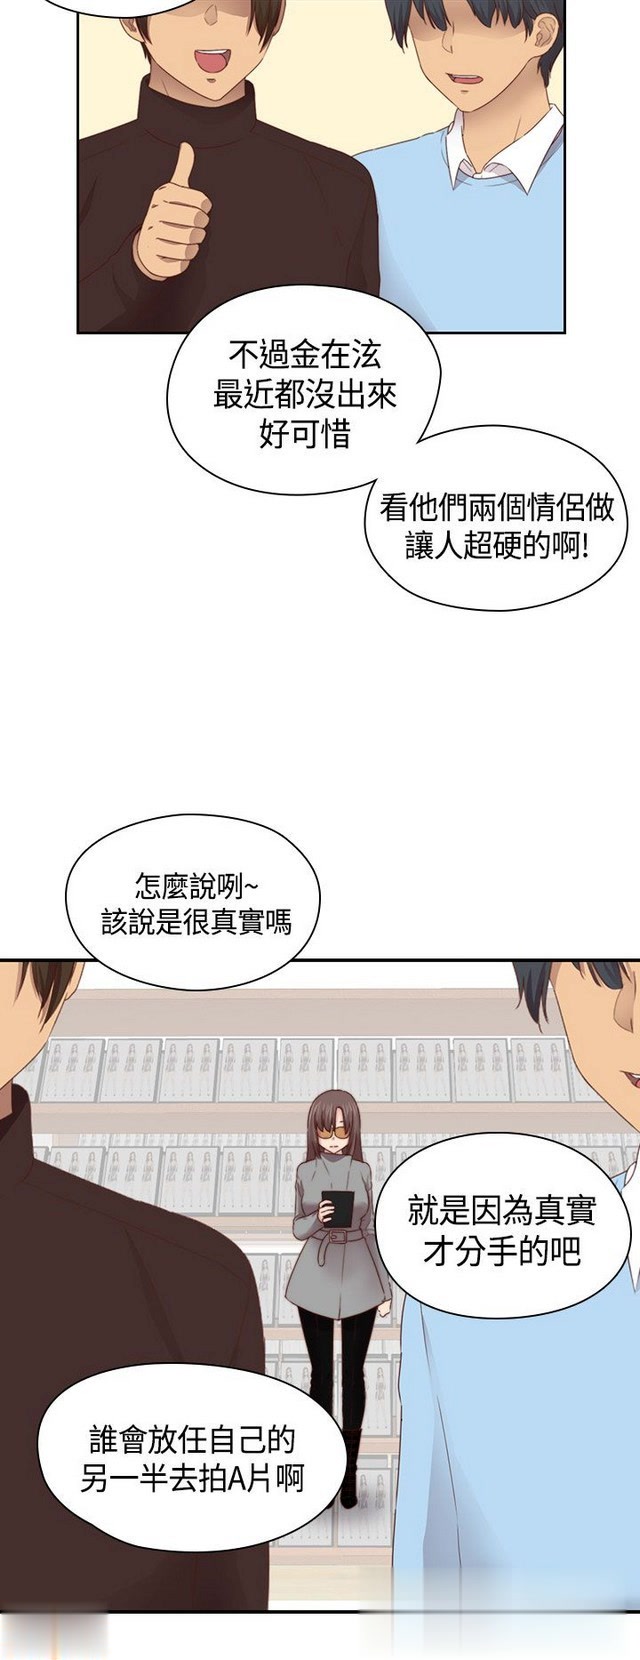 不過金在泫
最近都沒出來
好可惜
看他們兩個情侶做
讓人超硬的啊!
怎麼說咧~
該說是很真實嗎
就是因為真實
才分手的吧
誰會放任自己的
另一半去拍A片啊